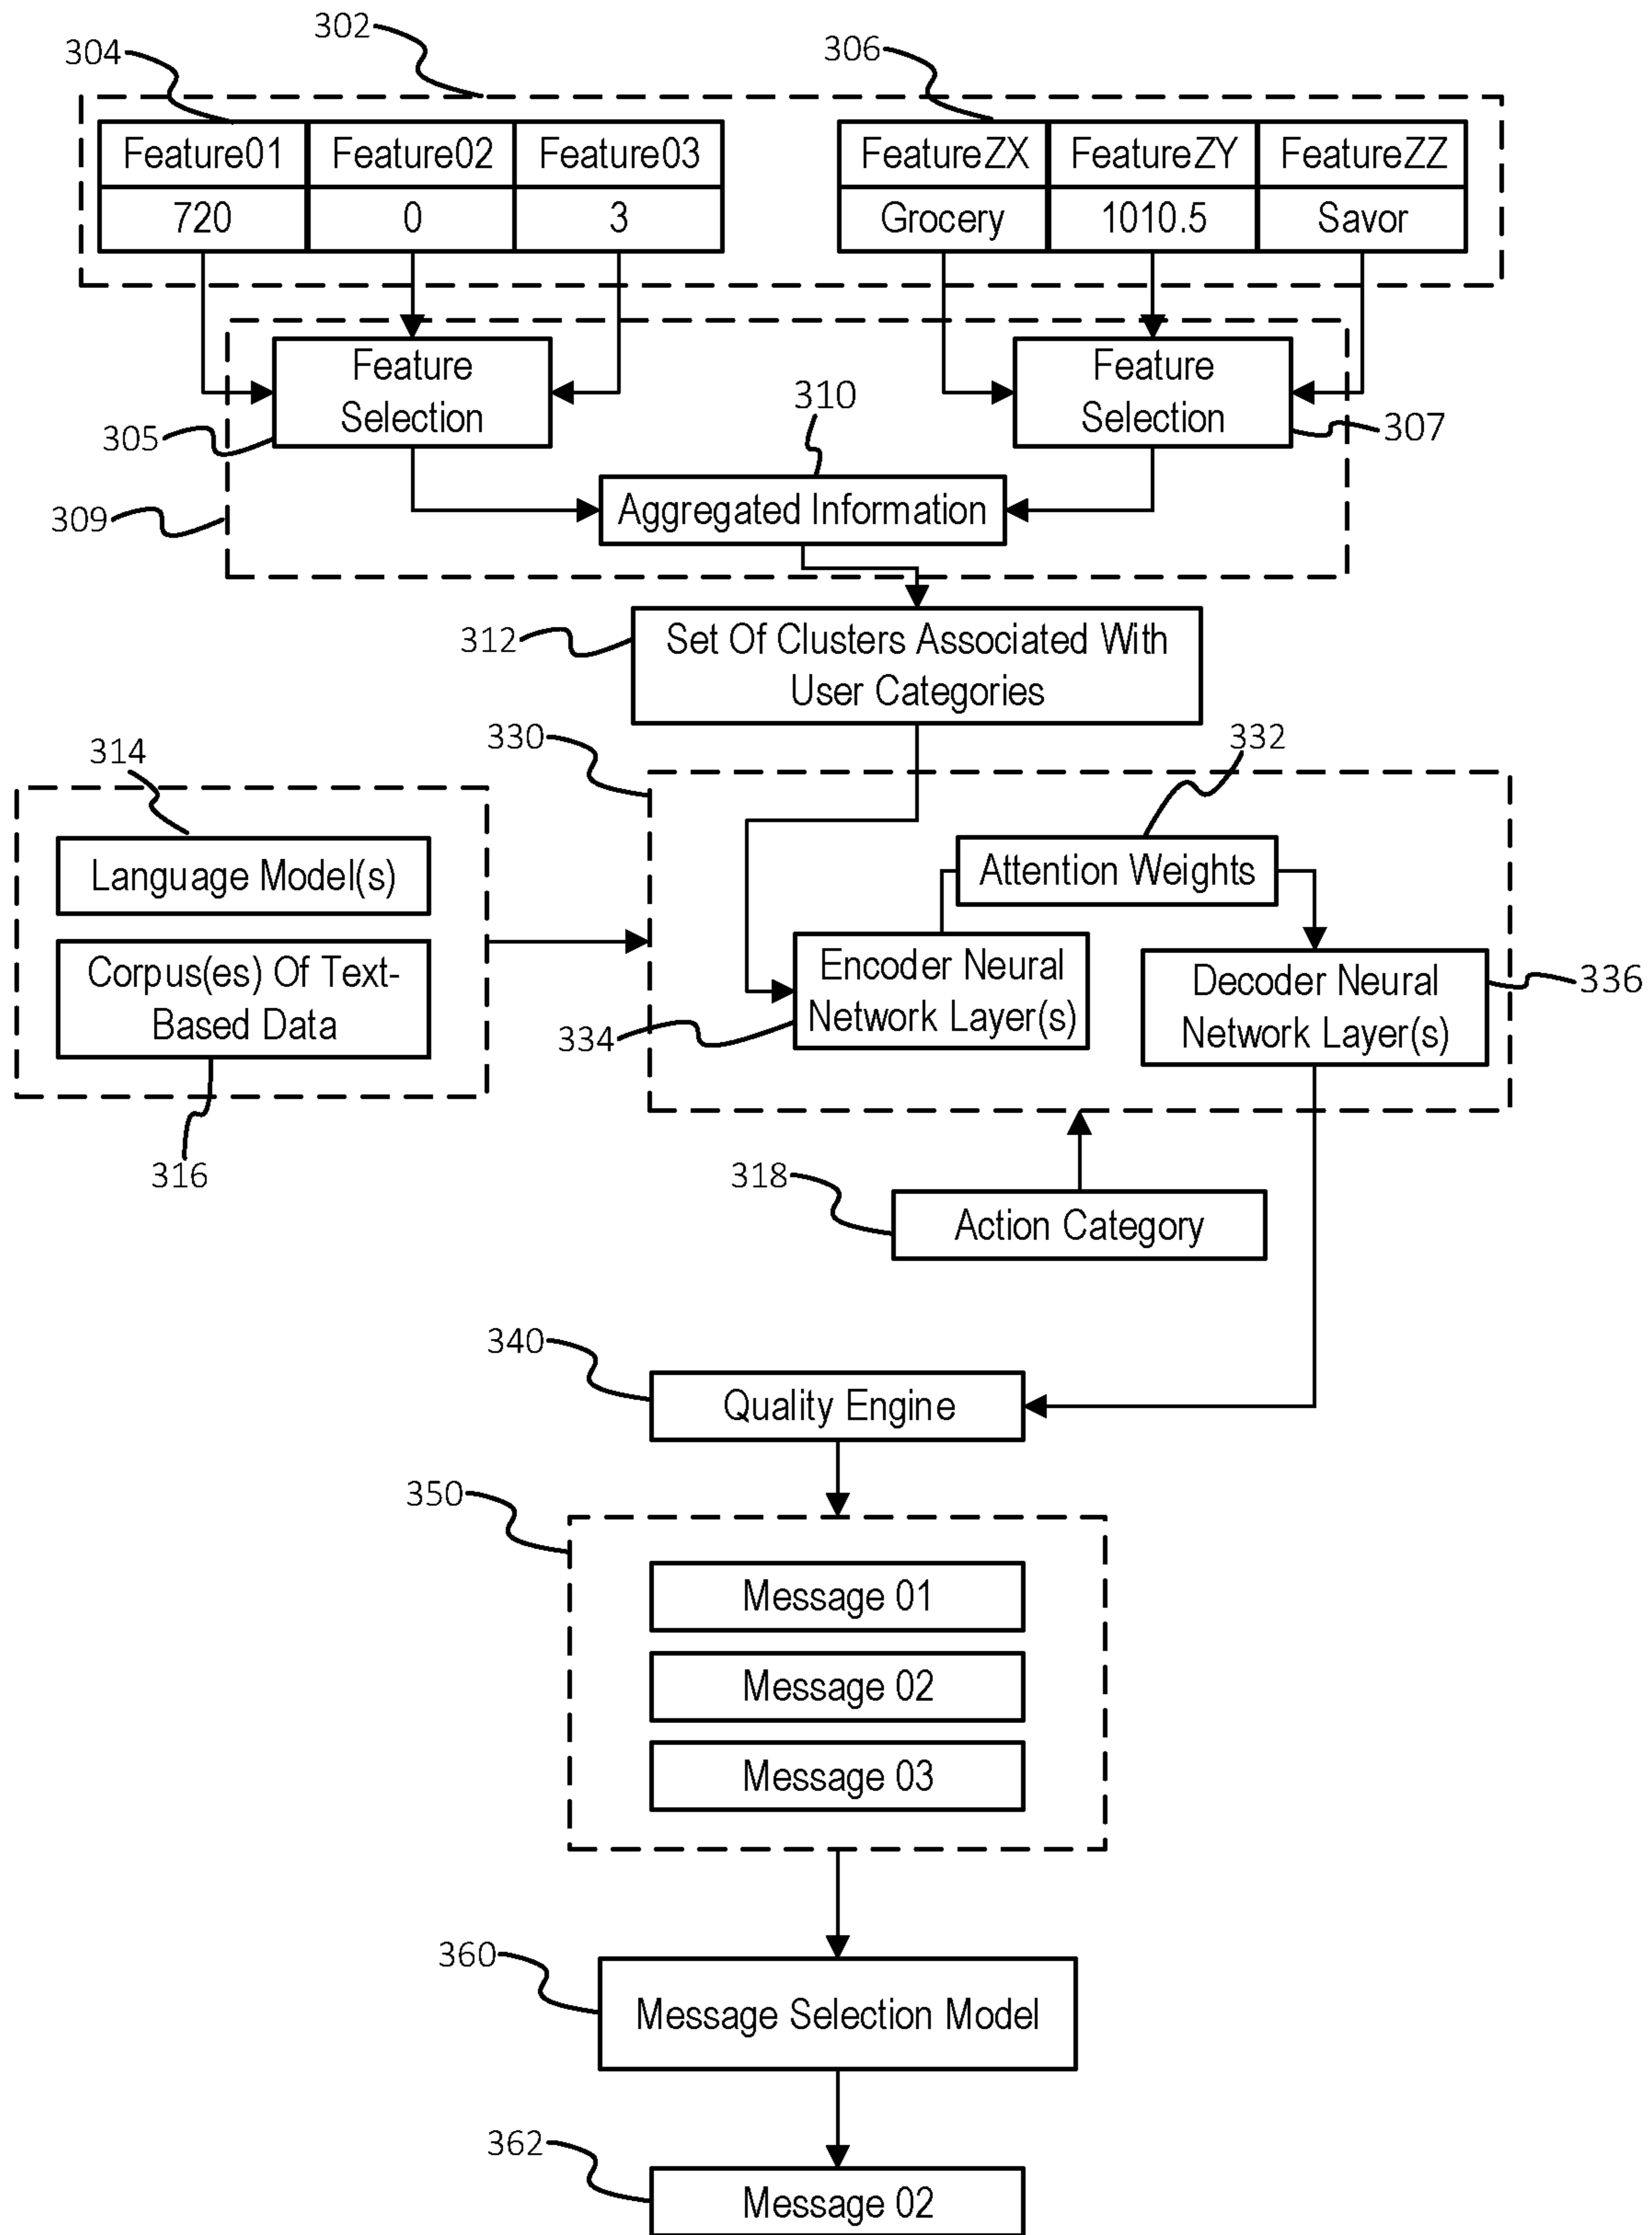 302
304
306
Feature01 Feature02 Feature03
FeatureZX FeatureZY FeatureZZ
720 0 3
Grocery 1010.5 Savor
Feature
Selection
Feature
Selection
310
305
307
Aggregated Information
309
312
Set Of Clusters Associated With
User Categories
330
332
314
Language Model(s)
Attention Weights
Corpus(es) Of Text-
Based Data
Encoder Neural
Network Layer(s)
Decoder Neural
Network Layer(s)
336
334
316
318
Action Category
340
Quality Engine
350
Message 01
Message 02
Message 03
360
Message Selection Model
362
Message 02